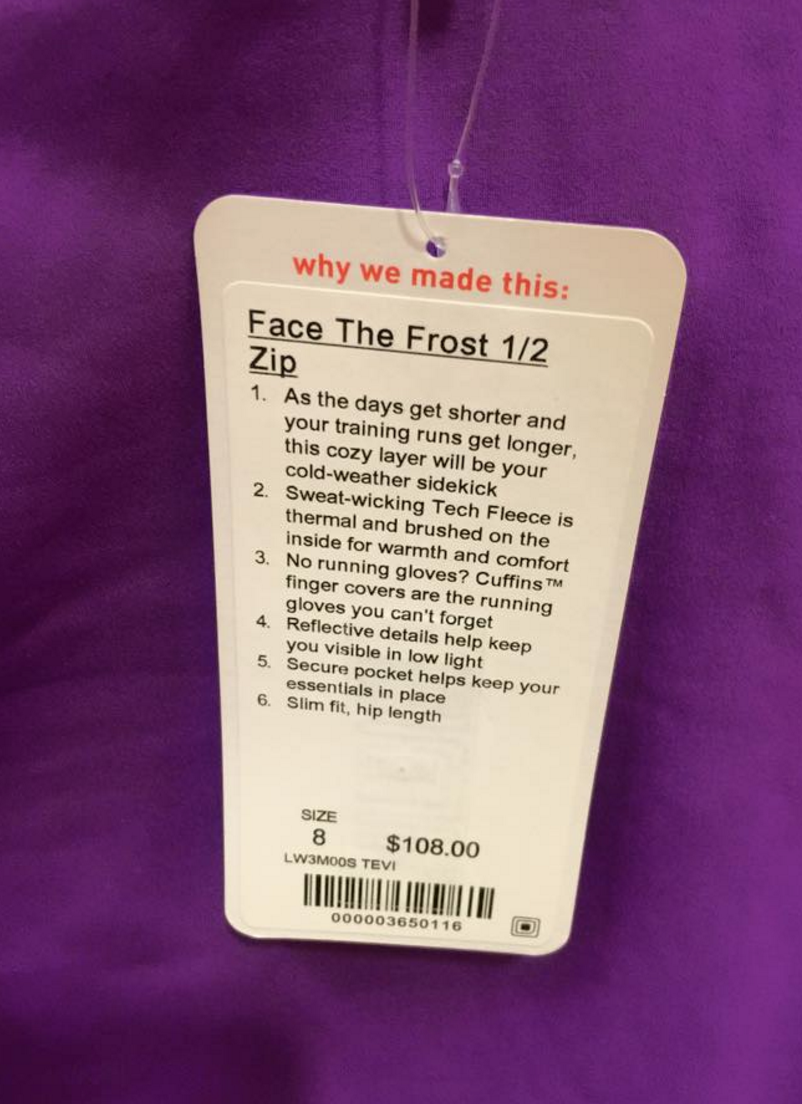 why we made this:
Face The Frost 1/2
Zip
1. As the days get shorter and
your training runs get longer,
this cozy layer will be your
cold-weather sidekick
2. Sweat-wicking Tech Fleece is
thermal and brushed on the
inside for warmth and comfort
3. No running gloves? Cuffins™
finger covers are the running
gloves you can't forget
4. Reflective details help keep
you visible in low light
5. Secure pocket helps keep your
essentials in place
6. Slim fit, hip length
SIZE
8 $108.00
LW3M00S TEVI
000003650116